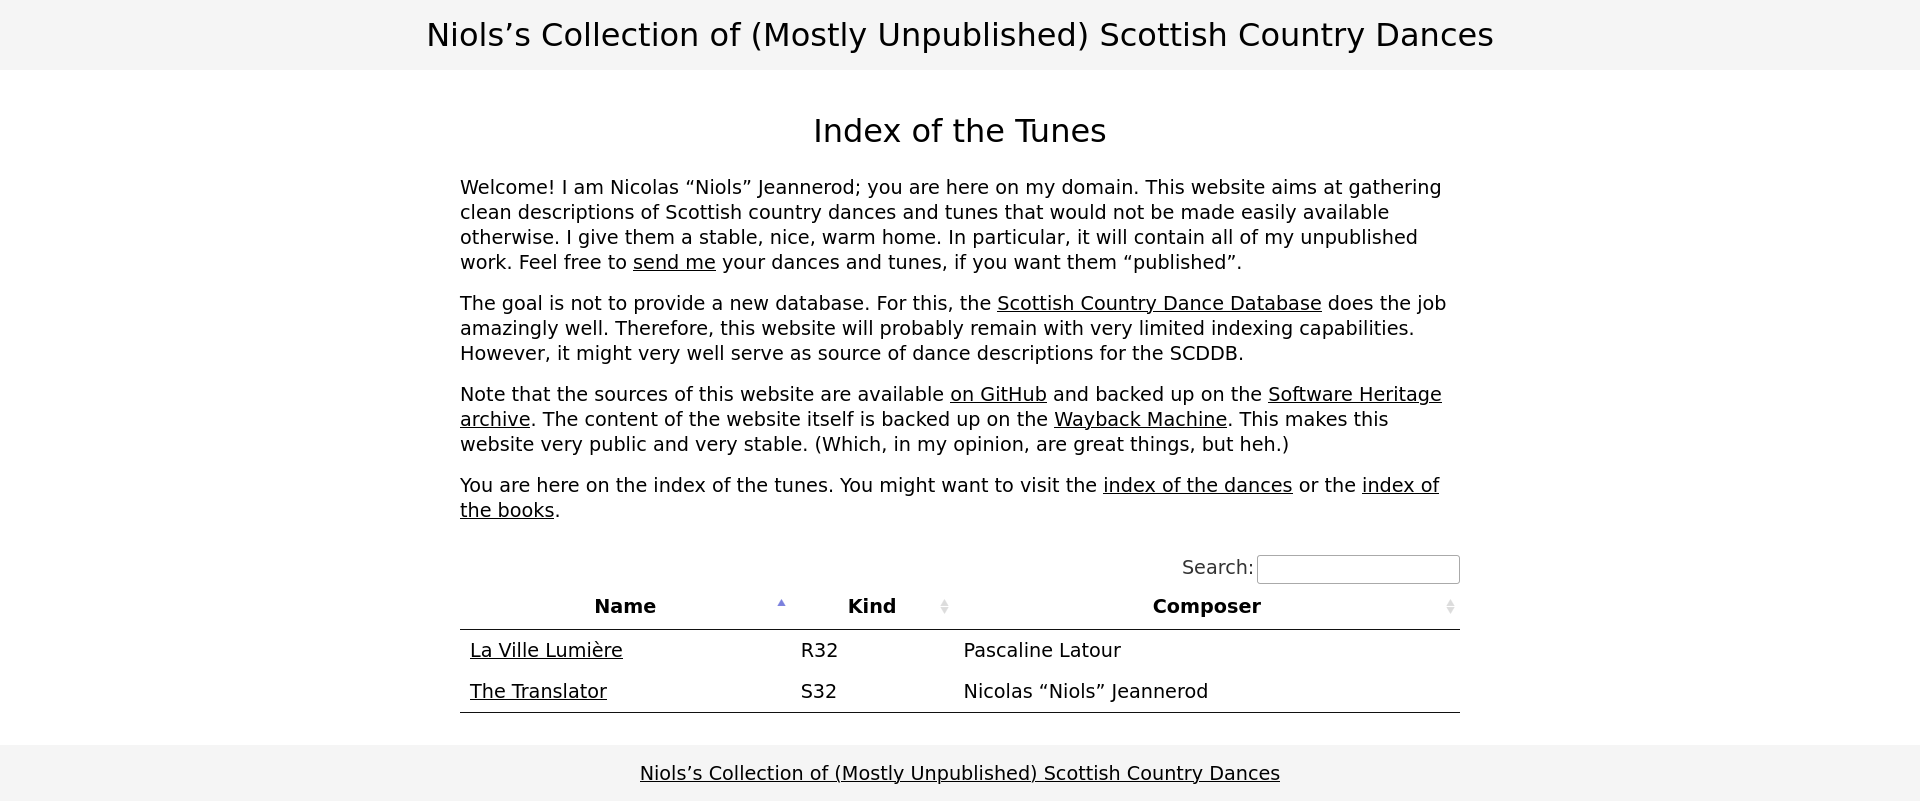 Niols’s Collection of (Mostly Unpublished) Scottish Country Dances
Index of the Tunes
Welcome! I am Nicolas “Niols” Jeannerod; you are here on my domain. This website aims at gathering
clean descriptions of Scottish country dances and tunes that would not be made easily available
otherwise. I give them a stable, nice, warm home. In particular, it will contain all of my unpublished
work. Feel free to send me your dances and tunes, if you want them “published”.
The goal is not to provide a new database. For this, the Scottish Country Dance Database does the job
amazingly well. Therefore, this website will probably remain with very limited indexing capabilities.
However, it might very well serve as source of dance descriptions for the SCDDB.
Note that the sources of this website are available on GitHub and backed up on the Software Heritage
archive. The content of the website itself is backed up on the Wayback Machine. This makes this
website very public and very stable. (Which, in my opinion, are great things, but heh.)
You are here on the index of the tunes. You might want to visit the index of the dances or the index of
the books.
Search:
Name Kind Composer
La Ville Lumière R32 Pascaline Latour
The Translator S32 Nicolas “Niols” Jeannerod
Niols’s Collection of (Mostly Unpublished) Scottish Country Dances